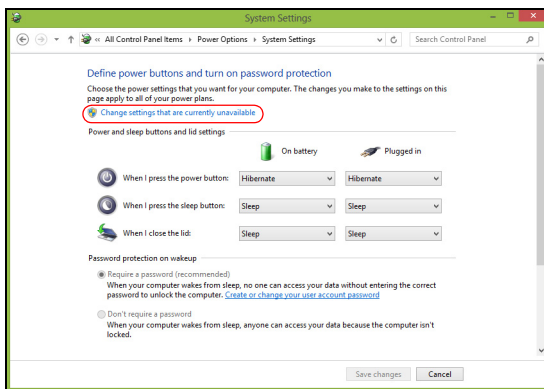 System Settings
« All Control Panel Items ▸ Power Options ▸ System Settings
Search Control Panel
Define power buttons and turn on password protection
Choose the power settings that you want for your computer. The changes you make to the settings on this
page apply to all of your power plans.
Change settings that are currently unavailable
Power and sleep buttons and lid settings
On battery Plugged in
When I press the power button: Hibernate Hibernate
When I press the sleep button: Sleep Sleep
When I close the lid: Sleep Sleep
Password protection on wakeup
Require a password (recommended)
When your computer wakes from sleep, no one can access your data without entering the correct
password to unlock the computer. Create or change your user account password
Don't require a password
When your computer wakes from sleep, anyone can access your data because the computer isn't
locked.
Save changes Cancel